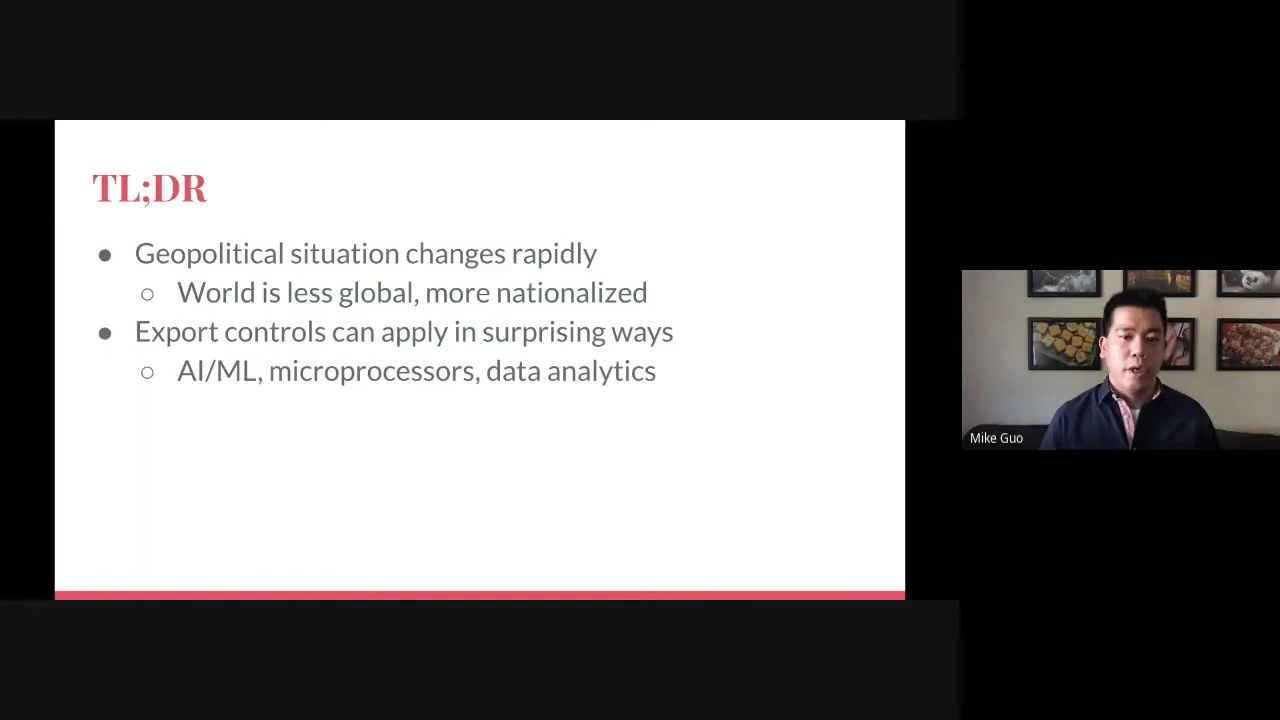 TL;DR
● Geopolitical situation changes rapidly
○ World is less global, more nationalized
● Export controls can apply in surprising ways
○ AI/ML, microprocessors, data analytics
Mike Guo